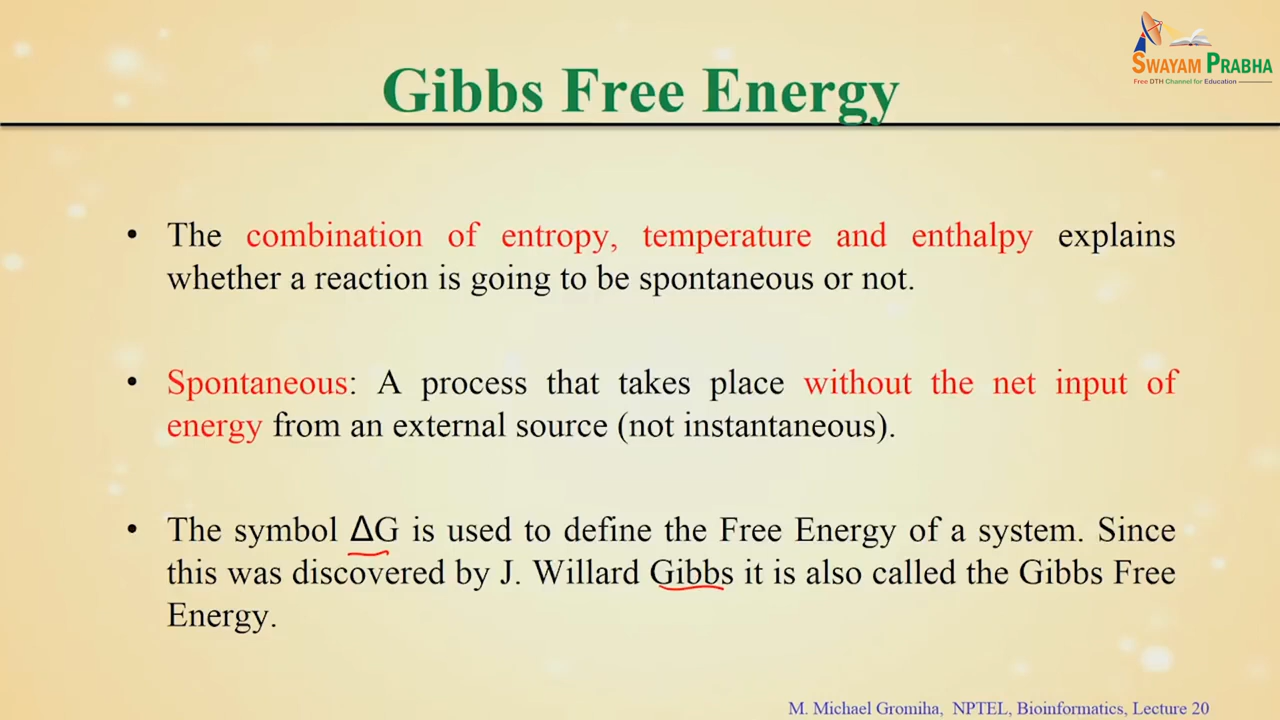 SWAYAM PRABHA
Free DTH Channel for Education
Gibbs Free Energy
• The combination of entropy, temperature and enthalpy explains
whether a reaction is going to be spontaneous or not.
• Spontaneous: A process that takes place without the net input of
energy from an external source (not instantaneous).
• The symbol ΔG is used to define the Free Energy of a system. Since
this was discovered by J. Willard Gibbs it is also called the Gibbs Free
Energy.
M. Michael Gromiha, NPTEL, Bioinformatics, Lecture 20